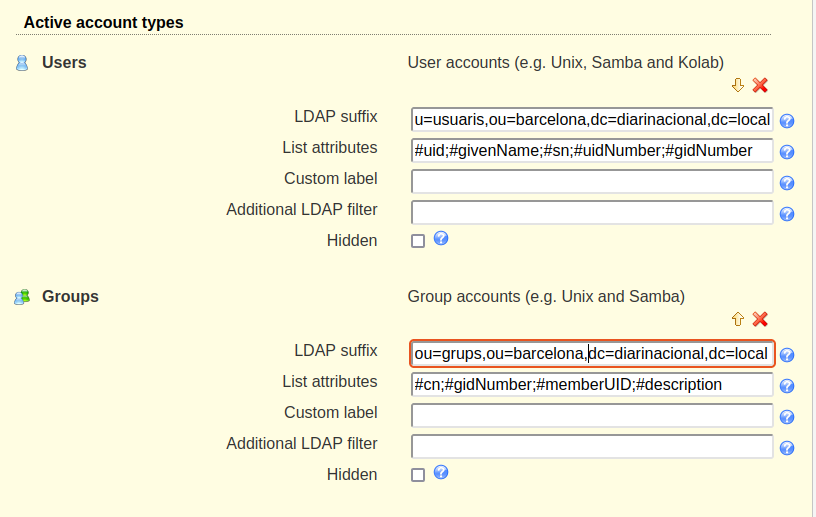 Active account types
Users User accounts (e.g. Unix, Samba and Kolab)
LDAP suffix u=usuaris,ou=barcelona,dc=diarinacional,dc=local
List attributes #uid;#givenName;#sn;#uidNumber;#gidNumber
Custom label
Additional LDAP filter
Hidden
Groups Group accounts (e.g. Unix and Samba)
LDAP suffix ou=grups,ou=barcelona,dc=diarinacional,dc=local
List attributes #cn;#gidNumber;#memberUID;#description
Custom label
Additional LDAP filter
Hidden